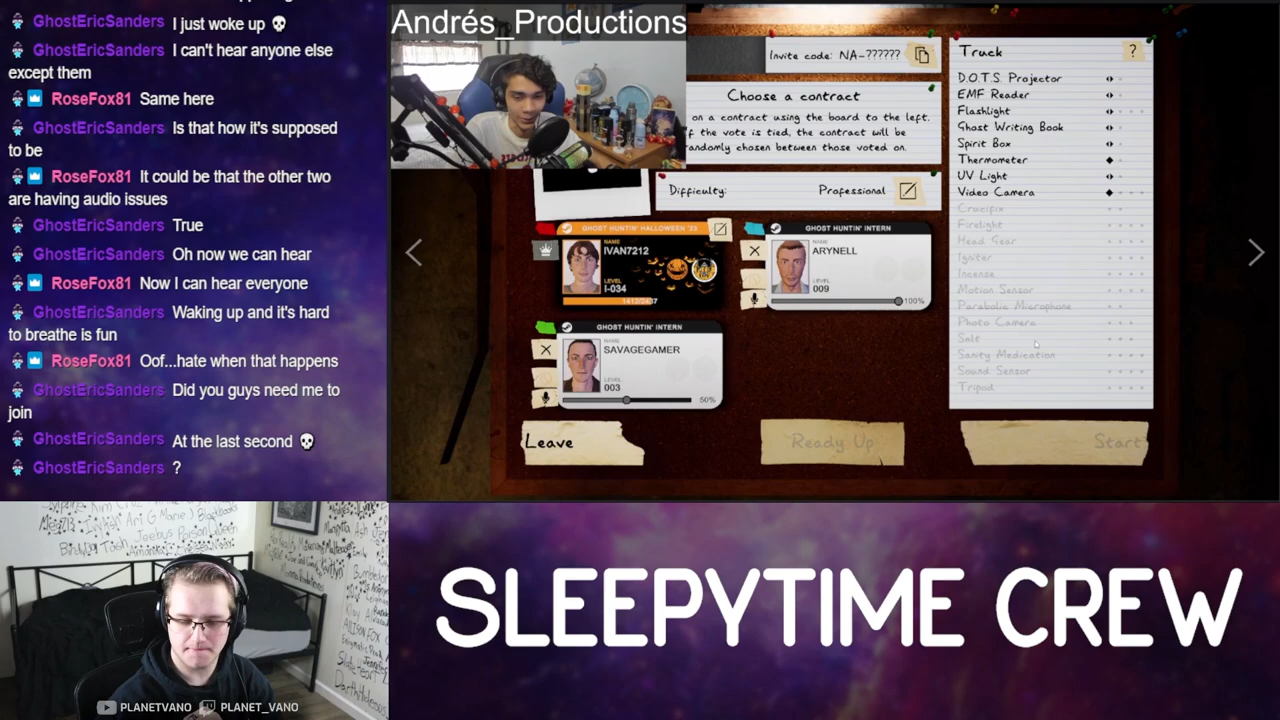 GhostEricSanders I just woke up 💀
GhostEricSanders I can't hear anyone else
except them
RoseFox81 Same here
GhostEricSanders Is that how it's supposed
to be
RoseFox81 It could be that the other two
are having audio issues
GhostEricSanders True
GhostEricSanders Oh now we can hear
RoseFox81 Now I can hear everyone
GhostEricSanders Waking up and it's hard
to breathe is fun
RoseFox81 Oof...hate when that happens
GhostEricSanders Did you guys need me to
join
GhostEricSanders At the last second 💀
GhostEricSanders ?
Andrés_Productions
Invite code: NA-??????
Choose a contract
on a contract using the board to the left.
f the vote is tied, the contract will be
andomly chosen between those voted on.
Difficulty: Professional
GHOST HUNTIN' HALLOWEEN '23
NAME
IVAN7212
LEVEL
I-034
GHOST HUNTIN' INTERN
NAME
ARYNELL
LEVEL
009
100%
GHOST HUNTIN' INTERN
NAME
SAVAGEGAMER
LEVEL
003
50%
Leave
Ready Up
Start
Truck
?
D.O.T.S. Projector
EMF Reader
Flashlight
Ghost Writing Book
Spirit Box
Thermometer
UV Light
Video Camera
Crucifix
Firelight
Head Gear
Igniter
Incense
Motion Sensor
Parabolic Microphone
Photo Camera
Salt
Sanity Medication
Sound Sensor
Tripod
PLANETVANO PLANET_VANO
SLEEPYTIME CREW